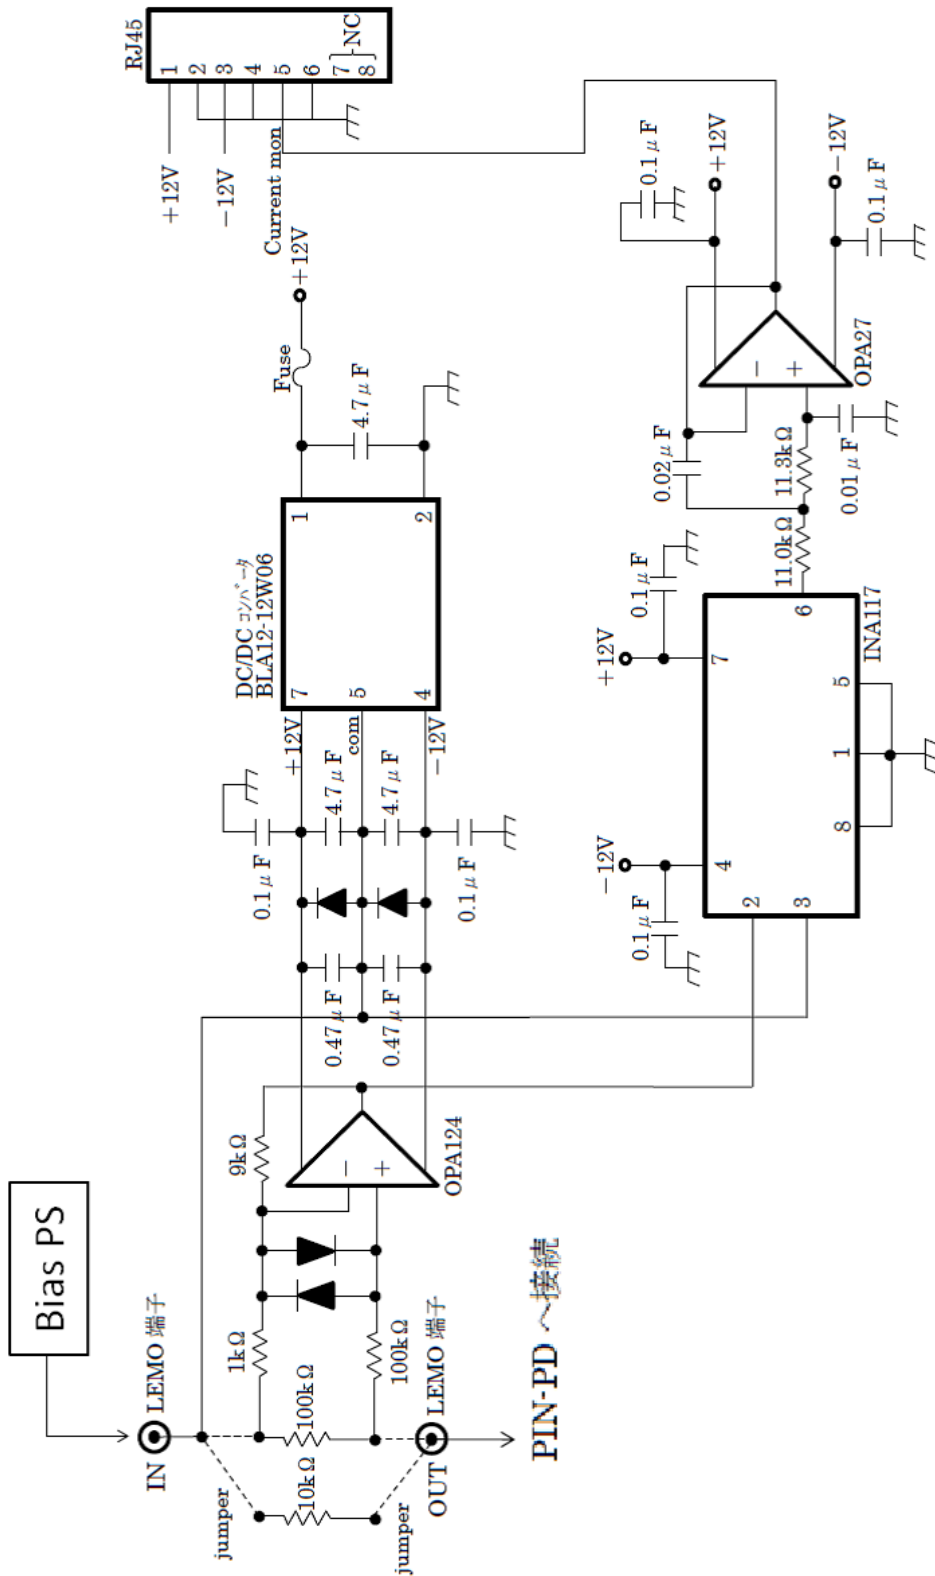 Bias PS
IN
LEMO 端子
jumper
10kΩ
100kΩ
1kΩ
100kΩ
jumper
OUT
LEMO 端子
PIN-PD へ接続
9kΩ
OPA124
0.47μF
0.47μF
0.1μF
4.7μF
4.7μF
0.1μF
+12V
com
-12V
DC/DC コンバータ
BLA12-12W06
7
5
4
1
2
4.7μF
Fuse
+12V
RJ45
1
2
3
4
5
6
7
8
NC
+12V
-12V
Current mon
-12V
0.1μF
+12V
0.1μF
2
3
4
7
8
1
5
6
INA117
11.0kΩ
11.3kΩ
0.02μF
0.01μF
OPA27
0.1μF
+12V
-12V
0.1μF